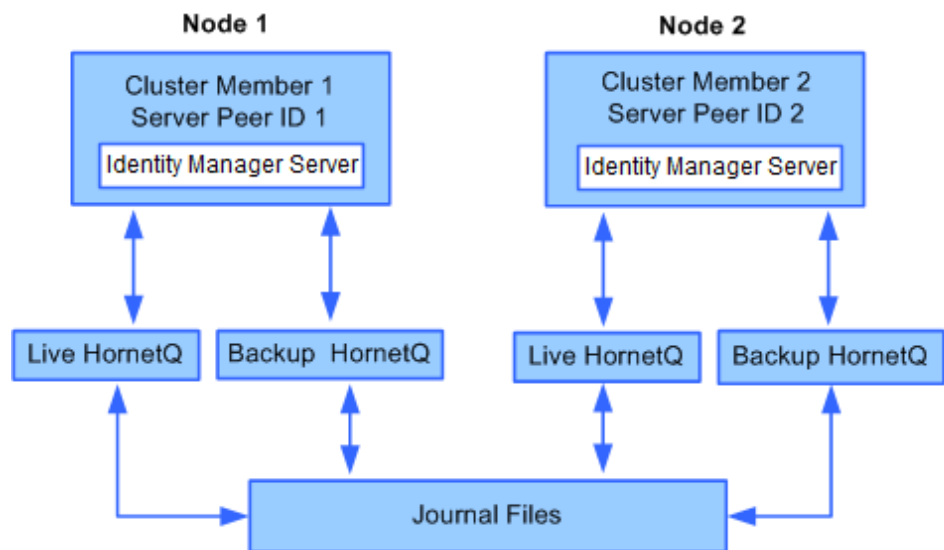 Node 1
Node 2
Cluster Member 1
Server Peer ID 1
Identity Manager Server
Cluster Member 2
Server Peer ID 2
Identity Manager Server
Live HornetQ
Backup HornetQ
Live HornetQ
Backup HornetQ
Journal Files